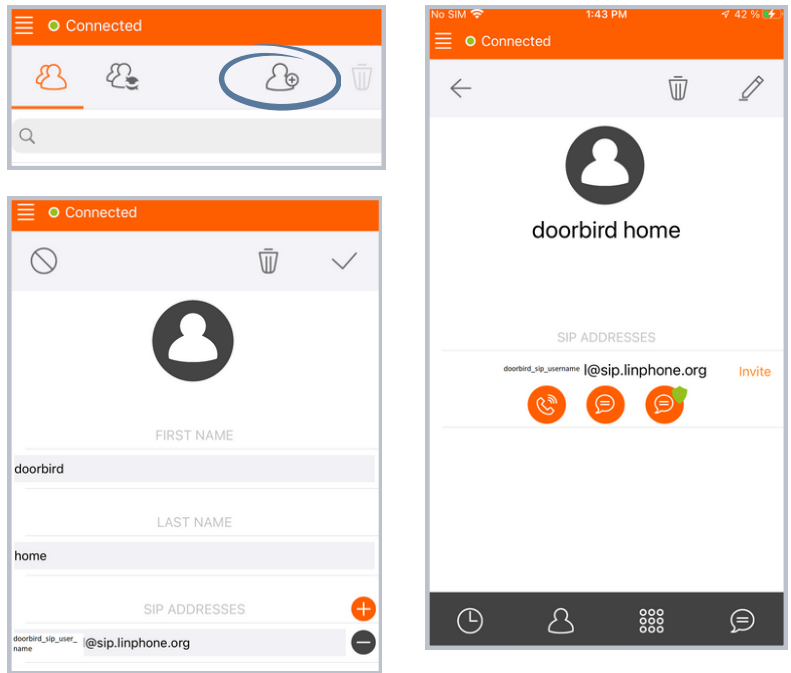 Connected
Connected
FIRST NAME
doorbird
LAST NAME
home
SIP ADDRESSES
doorbird_sip_user_
name
l@sip.linphone.org
No SIM 1:43 PM 42 %
Connected
doorbird home
SIP ADDRESSES
doorbird_sip_username l@sip.linphone.org Invite